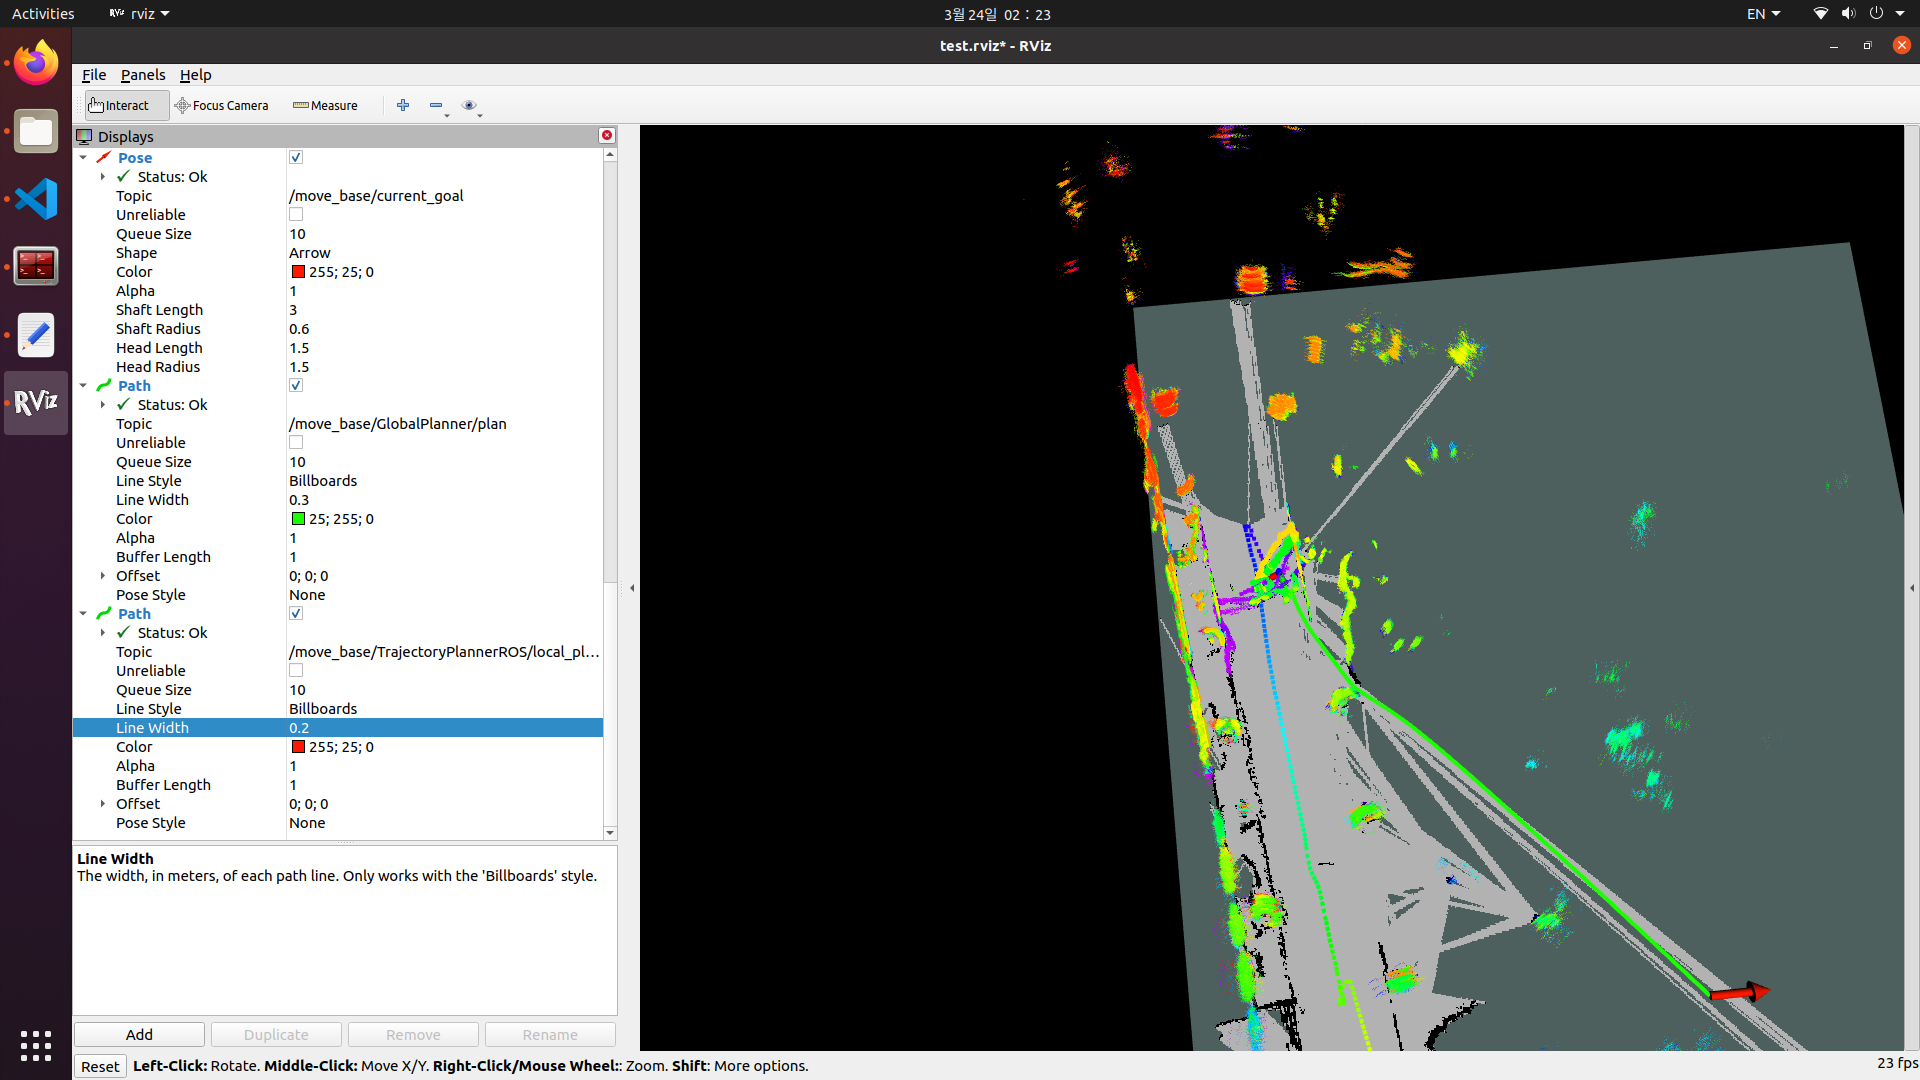 Activities
RViz rviz
3월 24일 02 : 23
EN
test.rviz* - RViz
File Panels Help
Interact Focus Camera Measure
Displays
Pose
Status: Ok
Topic /move_base/current_goal
Unreliable
Queue Size 10
Shape Arrow
Color 255; 25; 0
Alpha 1
Shaft Length 3
Shaft Radius 0.6
Head Length 1.5
Head Radius 1.5
Path
Status: Ok
Topic /move_base/GlobalPlanner/plan
Unreliable
Queue Size 10
Line Style Billboards
Line Width 0.3
Color 25; 255; 0
Alpha 1
Buffer Length 1
Offset 0; 0; 0
Pose Style None
Path
Status: Ok
Topic /move_base/TrajectoryPlannerROS/local_pl...
Unreliable
Queue Size 10
Line Style Billboards
Line Width 0.2
Color 255; 25; 0
Alpha 1
Buffer Length 1
Offset 0; 0; 0
Pose Style None
RViz
Line Width
The width, in meters, of each path line. Only works with the 'Billboards' style.
Add Duplicate Remove Rename
Reset Left-Click: Rotate. Middle-Click: Move X/Y. Right-Click/Mouse Wheel:: Zoom. Shift: More options.
23 fps